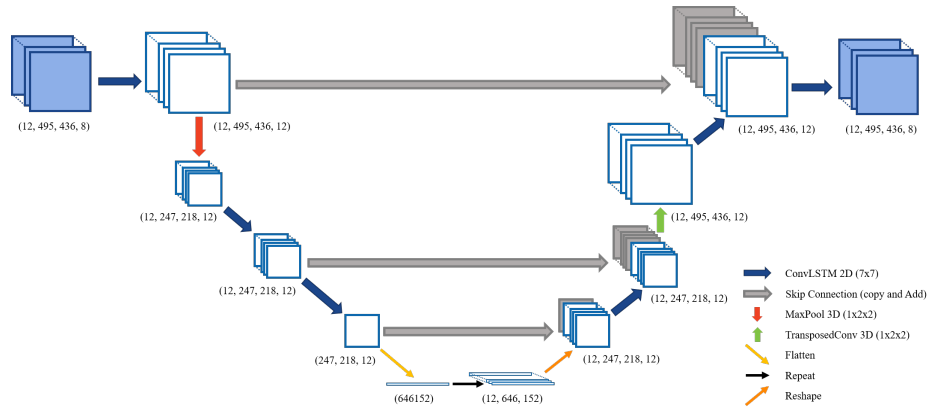 (12, 495, 436, 8)
(12, 495, 436, 12)
(12, 495, 436, 12)
(12, 495, 436, 8)
(12, 247, 218, 12)
(12, 495, 436, 12)
(12, 247, 218, 12)
(12, 247, 218, 12)
(247, 218, 12)
(12, 247, 218, 12)
(646152)
(12, 646, 152)
ConvLSTM 2D (7x7)
Skip Connection (copy and Add)
MaxPool 3D (1x2x2)
TransposedConv 3D (1x2x2)
Flatten
Repeat
Reshape